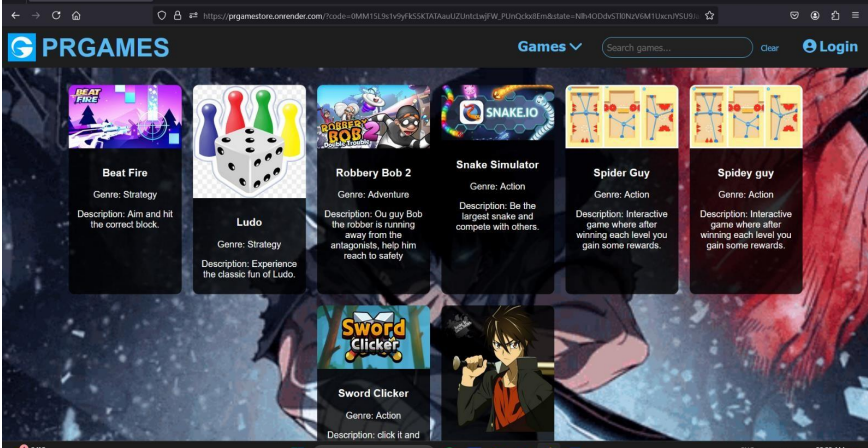 https://prgamestore.onrender.com/?code=
G PRGAMES
Games
Search games...
Clear
Login
BEAT
FIRE
Beat Fire
Genre: Strategy
Description: Aim and hit
the correct block.
Ludo
Genre: Strategy
Description: Experience
the classic fun of Ludo.
ROBBERY
BOB 2
Double Trouble
Robbery Bob 2
Genre: Adventure
Description: Ou guy Bob
the robber is running
away from the
antagonists, help him
reach to safety
SNAKE.IO
Snake Simulator
Genre: Action
Description: Be the
largest snake and
compete with others.
Spider Guy
Genre: Action
Description: Interactive
game where after
winning each level you
gain some rewards.
Spidey guy
Genre: Action
Description: Interactive
game where after
winning each level you
gain some rewards.
Sword
Clicker
Sword Clicker
Genre: Action
Description: click it and